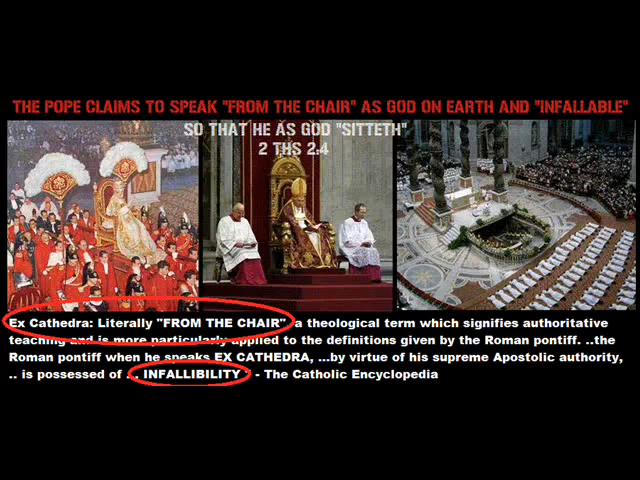 THE POPE CLAIMS TO SPEAK "FROM THE CHAIR" AS GOD ON EARTH AND "INFALLABLE"
SO THAT HE AS GOD "SITTETH"
2 THS 2.4
Ex Cathedra: Literally "FROM THE CHAIR" a theological term which signifies authoritative
teaching and is more particularly applied to the definitions given by the Roman pontiff. ..the
Roman pontiff when he speaks EX CATHEDRA, ...by virtue of his supreme Apostolic authority,
.. is possessed of ... INFALLIBILITY " - The Catholic Encyclopedia